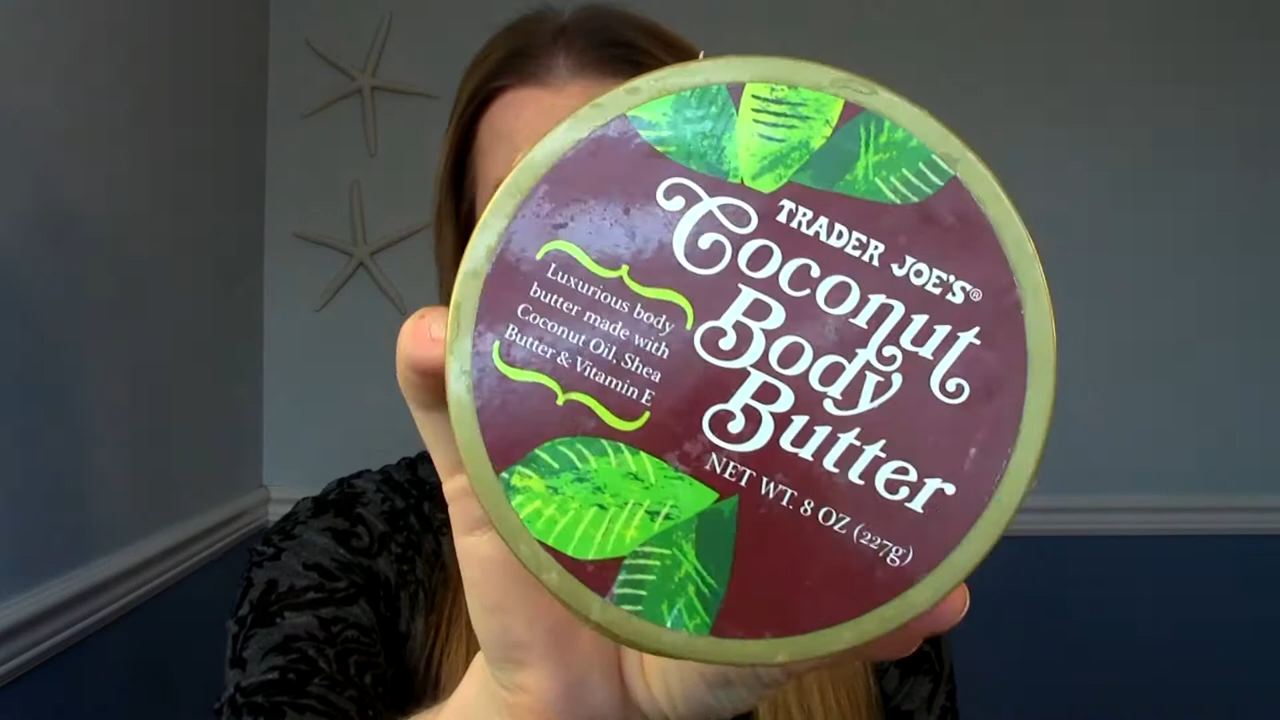 TRADER JOE'S®
Coconut
Body
Butter
NET WT. 8 OZ (227g)
Luxurious body
butter made with
Coconut Oil, Shea
Butter & Vitamin E